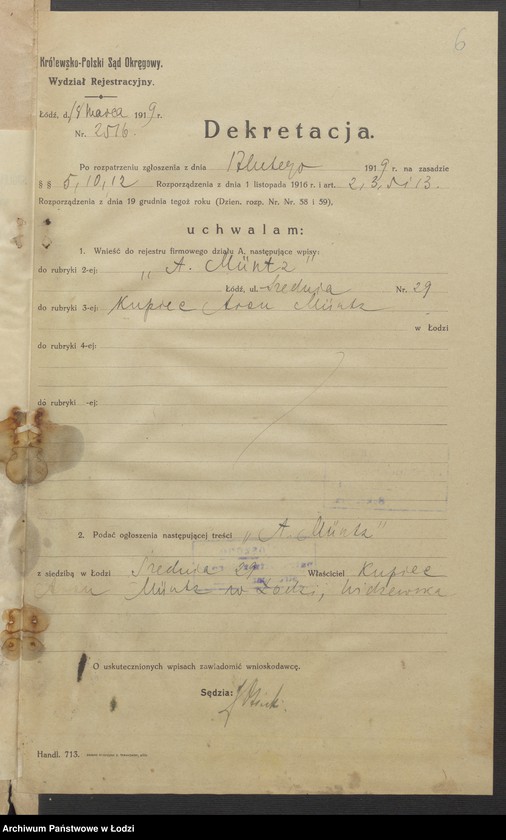 6
Królewsko-Polski Sąd Okręgowy.
Wydział Rejestracyjny.
Łódź, d. 18 marca 1919 r.
Nr. 2516.
Dekretacja.
Po rozpatrzeniu zgłoszenia z dnia 17 lutego 1919 r. na zasadzie
§ § 5, 10, 12 Rozporządzenia z dnia 1 listopada 1916 r. i art. 2, 3, 5 i 13.
Rozporządzenia z dnia 19 grudnia tegoż roku (Dzien. rozp. Nr. Nr. 58 i 59),
uchwalam:
1. Wnieść do rejestru firmowego działu A, następujące wpisy:
do rubryki 2-ej: „A. Müntz"
Łódź, ul. Średnia Nr. 29
do rubryki 3-ej: Kupiec Aron Müntz
w Łodzi
do rubryki 4-ej:
do rubryki -ej:
2. Podać ogłoszenia następującej treści „A. Müntz"
z siedzibą w Łodzi Średnia 29 Właściciel Kupiec
Aron Müntz w Łodzi, Widzewska
O uskutecznionych wpisach zawiadomić wnioskodawcę.
Sędzia:
Handl. 713.
Archiwum Państwowe w Łodzi